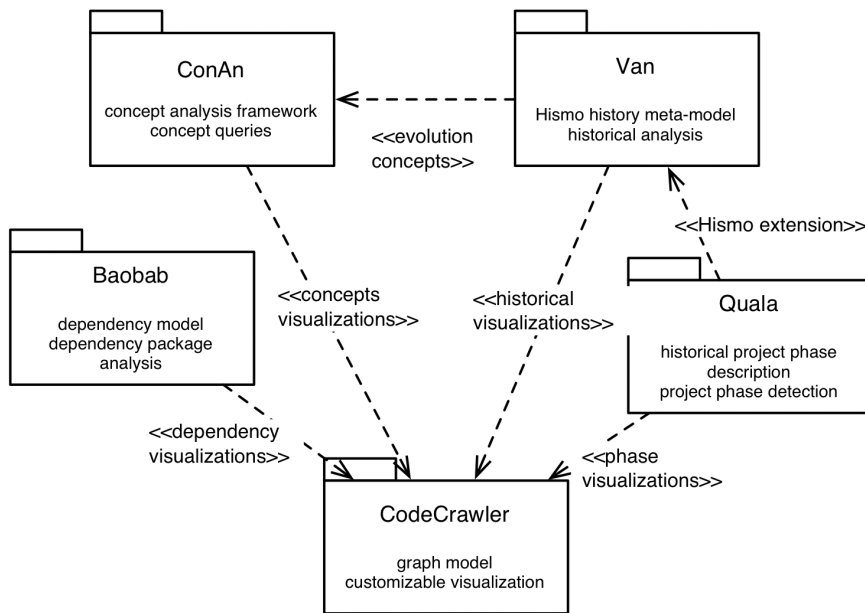 ConAn
concept analysis framework
concept queries
Van
Hismo history meta-model
historical analysis
<<evolution
concepts>>
<<Hismo extension>>
Baobab
dependency model
dependency package
analysis
<<concepts
visualizations>>
<<historical
visualizations>>
Quala
historical project phase
description
project phase detection
<<dependency
visualizations>>
<<phase
visualizations>>
CodeCrawler
graph model
customizable visualization